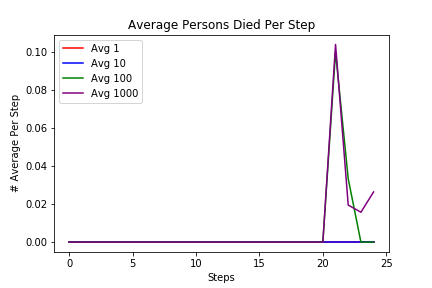 Average Persons Died Per Step
# Average Per Step
0.10
0.08
0.06
0.04
0.02
0.00
Avg 1
Avg 10
Avg 100
Avg 1000
0 5 10 15 20 25
Steps